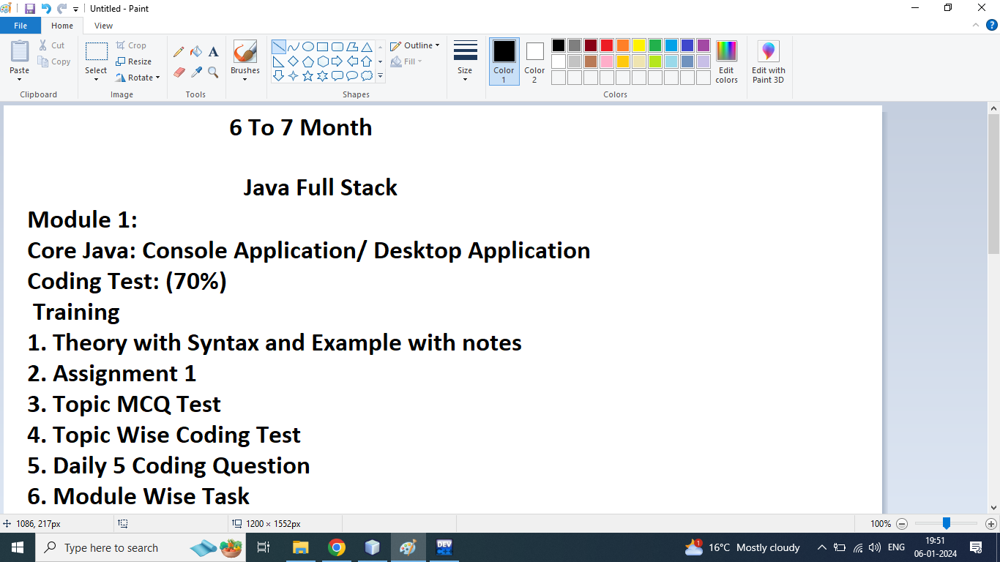 Untitled - Paint
File Home View
Paste
Cut
Copy
Clipboard
Select
Crop
Resize
Rotate
Image
A
Tools
Brushes
Shapes
Outline
Fill
Size
Color 1
Color 2
Edit colors
Colors
Edit with Paint 3D
6 To 7 Month
Java Full Stack
Module 1:
Core Java: Console Application/ Desktop Application
Coding Test: (70%)
Training
1. Theory with Syntax and Example with notes
2. Assignment 1
3. Topic MCQ Test
4. Topic Wise Coding Test
5. Daily 5 Coding Question
6. Module Wise Task
1086, 217px
1200 × 1552px
100%
Type here to search
DEV
1
16°C Mostly cloudy
ENG
19:51
06-01-2024